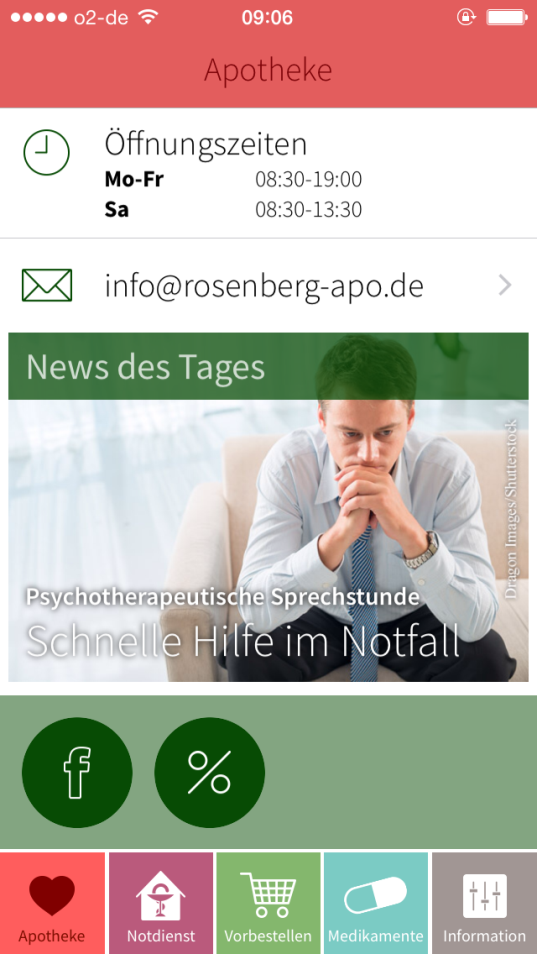 o2-de 09:06
Apotheke
Öffnungszeiten
Mo-Fr 08:30-19:00
Sa 08:30-13:30
info@rosenberg-apo.de
News des Tages
Dragon Images/Shutterstock
Psychotherapeutische Sprechstunde
Schnelle Hilfe im Notfall
f %
Apotheke Notdienst Vorbestellen Medikamente Information